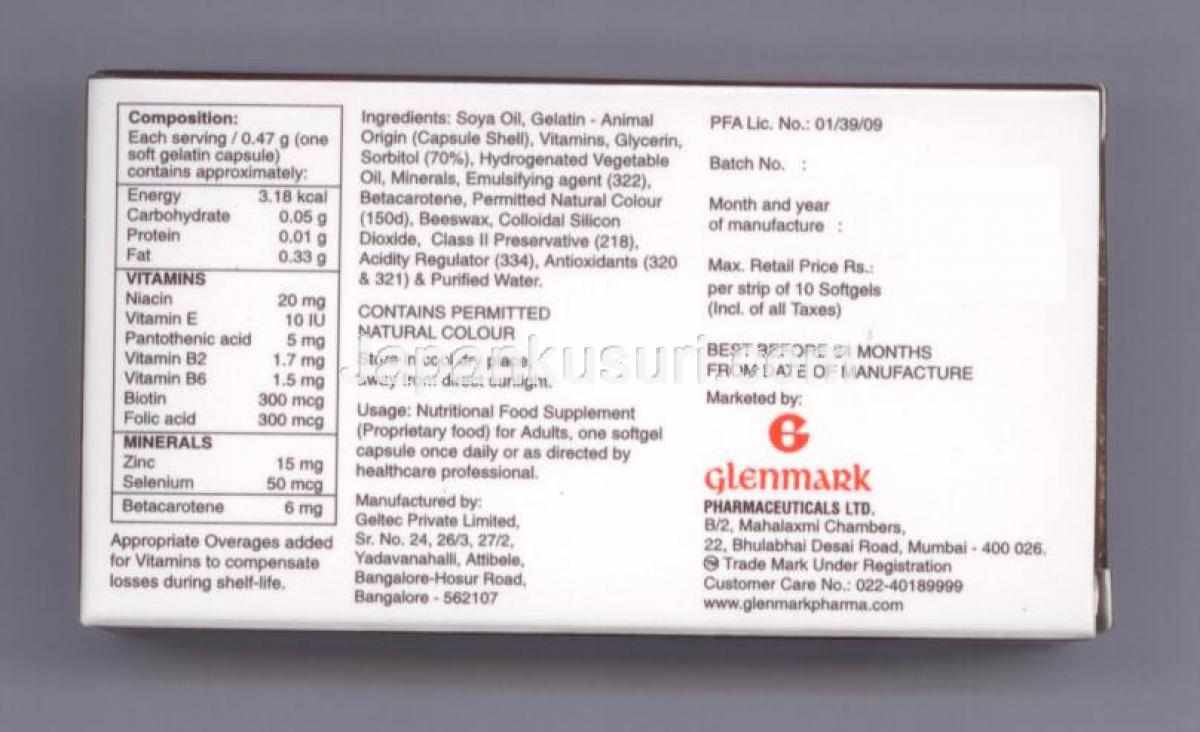 Composition:
Each serving / 0.47 g (one
soft gelatin capsule)
contains approximately:
Energy 3.18 kcal
Carbohydrate 0.05 g
Protein 0.01 g
Fat 0.33 g
VITAMINS
Niacin 20 mg
Vitamin E 10 IU
Pantothenic acid 5 mg
Vitamin B2 1.7 mg
Vitamin B6 1.5 mg
Biotin 300 mcg
Folic acid 300 mcg
MINERALS
Zinc 15 mg
Selenium 50 mcg
Betacarotene 6 mg
Appropriate Overages added
for Vitamins to compensate
losses during shelf-life.
Ingredients: Soya Oil, Gelatin - Animal
Origin (Capsule Shell), Vitamins, Glycerin,
Sorbitol (70%), Hydrogenated Vegetable
Oil, Minerals, Emulsifying agent (322),
Betacarotene, Permitted Natural Colour
(150d), Beeswax, Colloidal Silicon
Dioxide, Class II Preservative (218),
Acidity Regulator (334), Antioxidants (320
& 321) & Purified Water.
CONTAINS PERMITTED
NATURAL COLOUR
Store in
away from direct sunlight.
Usage: Nutritional Food Supplement
(Proprietary food) for Adults, one softgel
capsule once daily or as directed by
healthcare professional.
Manufactured by:
Geltec Private Limited,
Sr. No. 24, 26/3, 27/2,
Yadavanahalli, Attibele,
Bangalore-Hosur Road,
Bangalore - 562107
PFA Lic. No.: 01/39/09
Batch No. :
Month and year
of manufacture :
Max. Retail Price Rs.:
per strip of 10 Softgels
(Incl. of all Taxes)
BEST BEFORE MONTHS
FROM DATE OF MANUFACTURE
Marketed by:
G
glenmark
PHARMACEUTICALS LTD.
B/2, Mahalaxmi Chambers,
22, Bhulabhai Desai Road, Mumbai - 400 026.
Trade Mark Under Registration
Customer Care No.: 022-40189999
www.glenmarkpharma.com
Japankusuri.com